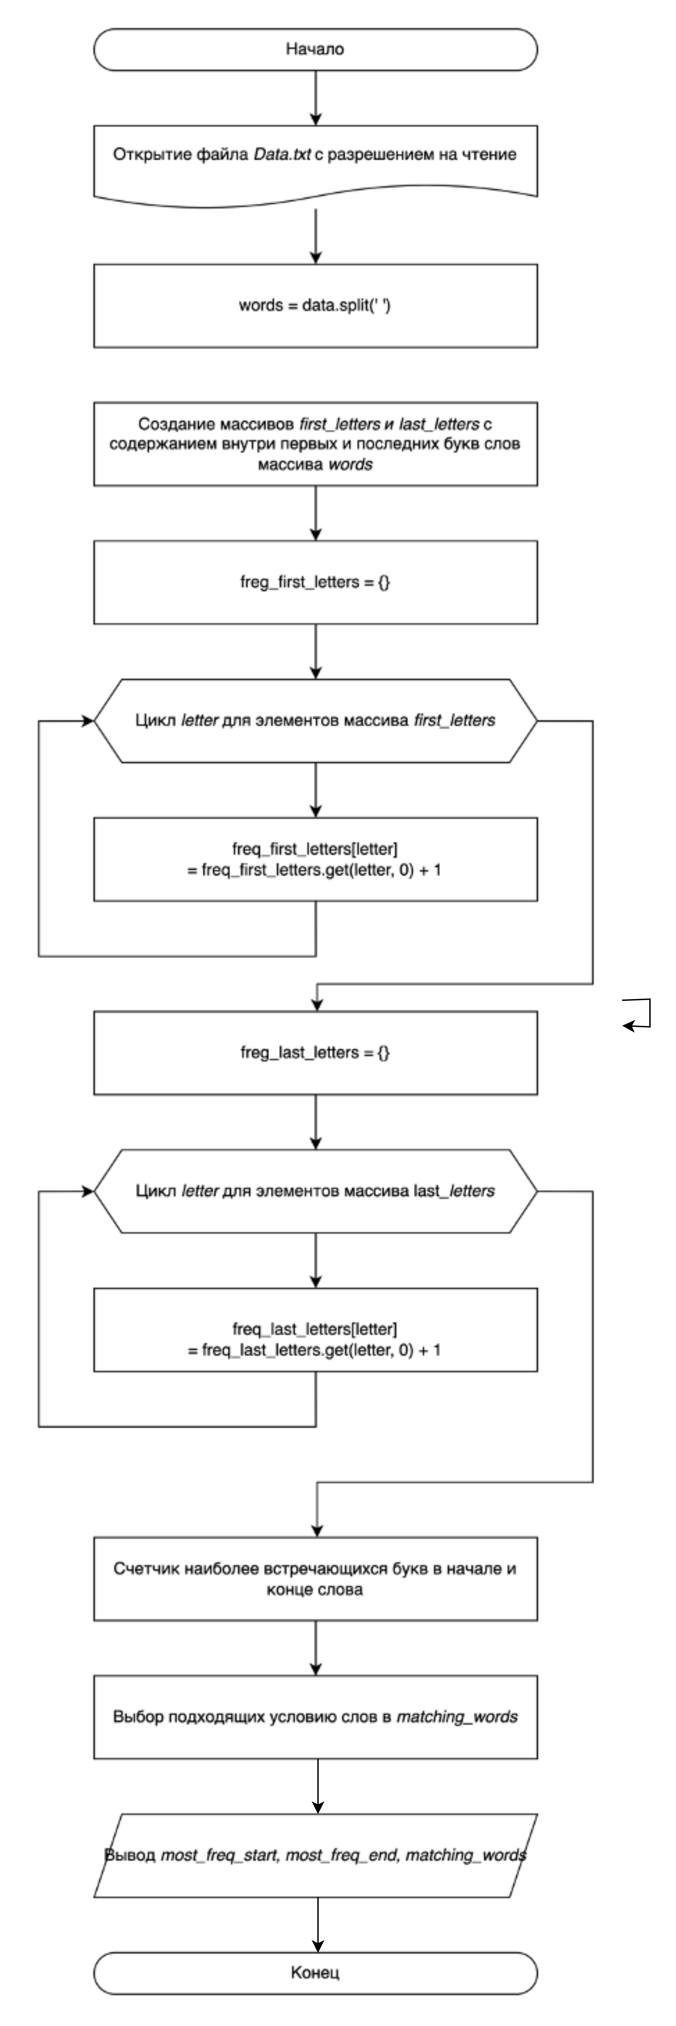 Начало
Открытие файла Data.txt с разрешением на чтение
words = data.split(' ')
Создание массивов first_letters и last_letters с
содержанием внутри первых и последних букв слов
массива words
freg_first_letters = {}
Цикл letter для элементов массива first_letters
freq_first_letters[letter]
= freq_first_letters.get(letter, 0) + 1
freg_last_letters = {}
Цикл letter для элементов массива last_letters
freq_last_letters[letter]
= freq_last_letters.get(letter, 0) + 1
Счетчик наиболее встречающихся букв в начале и
конце слова
Выбор подходящих условию слов в matching_words
Вывод most_freq_start, most_freq_end, matching_words
Конец